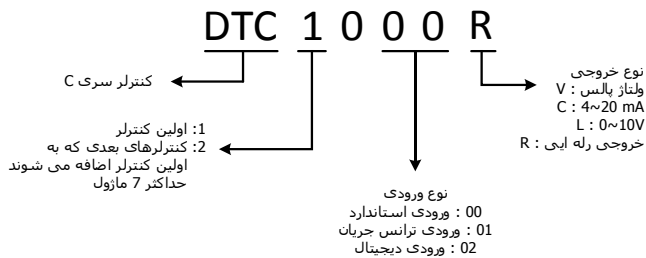 DTC 1 0 0 0 R
کنترلر سری C
1: اولین کنترلر
2: کنترلرهای بعدی که به
اولین کنترلر اضافه می شوند
حداکثر 7 ماژول
نوع ورودی
00 : ورودی استاندارد
01 : ورودی ترانس جریان
02 : ورودی دیجیتال
نوع خروجی
ولتاژ پالس : V
C : 4~20 mA
L : 0~10V
خروجی رله ایی : R